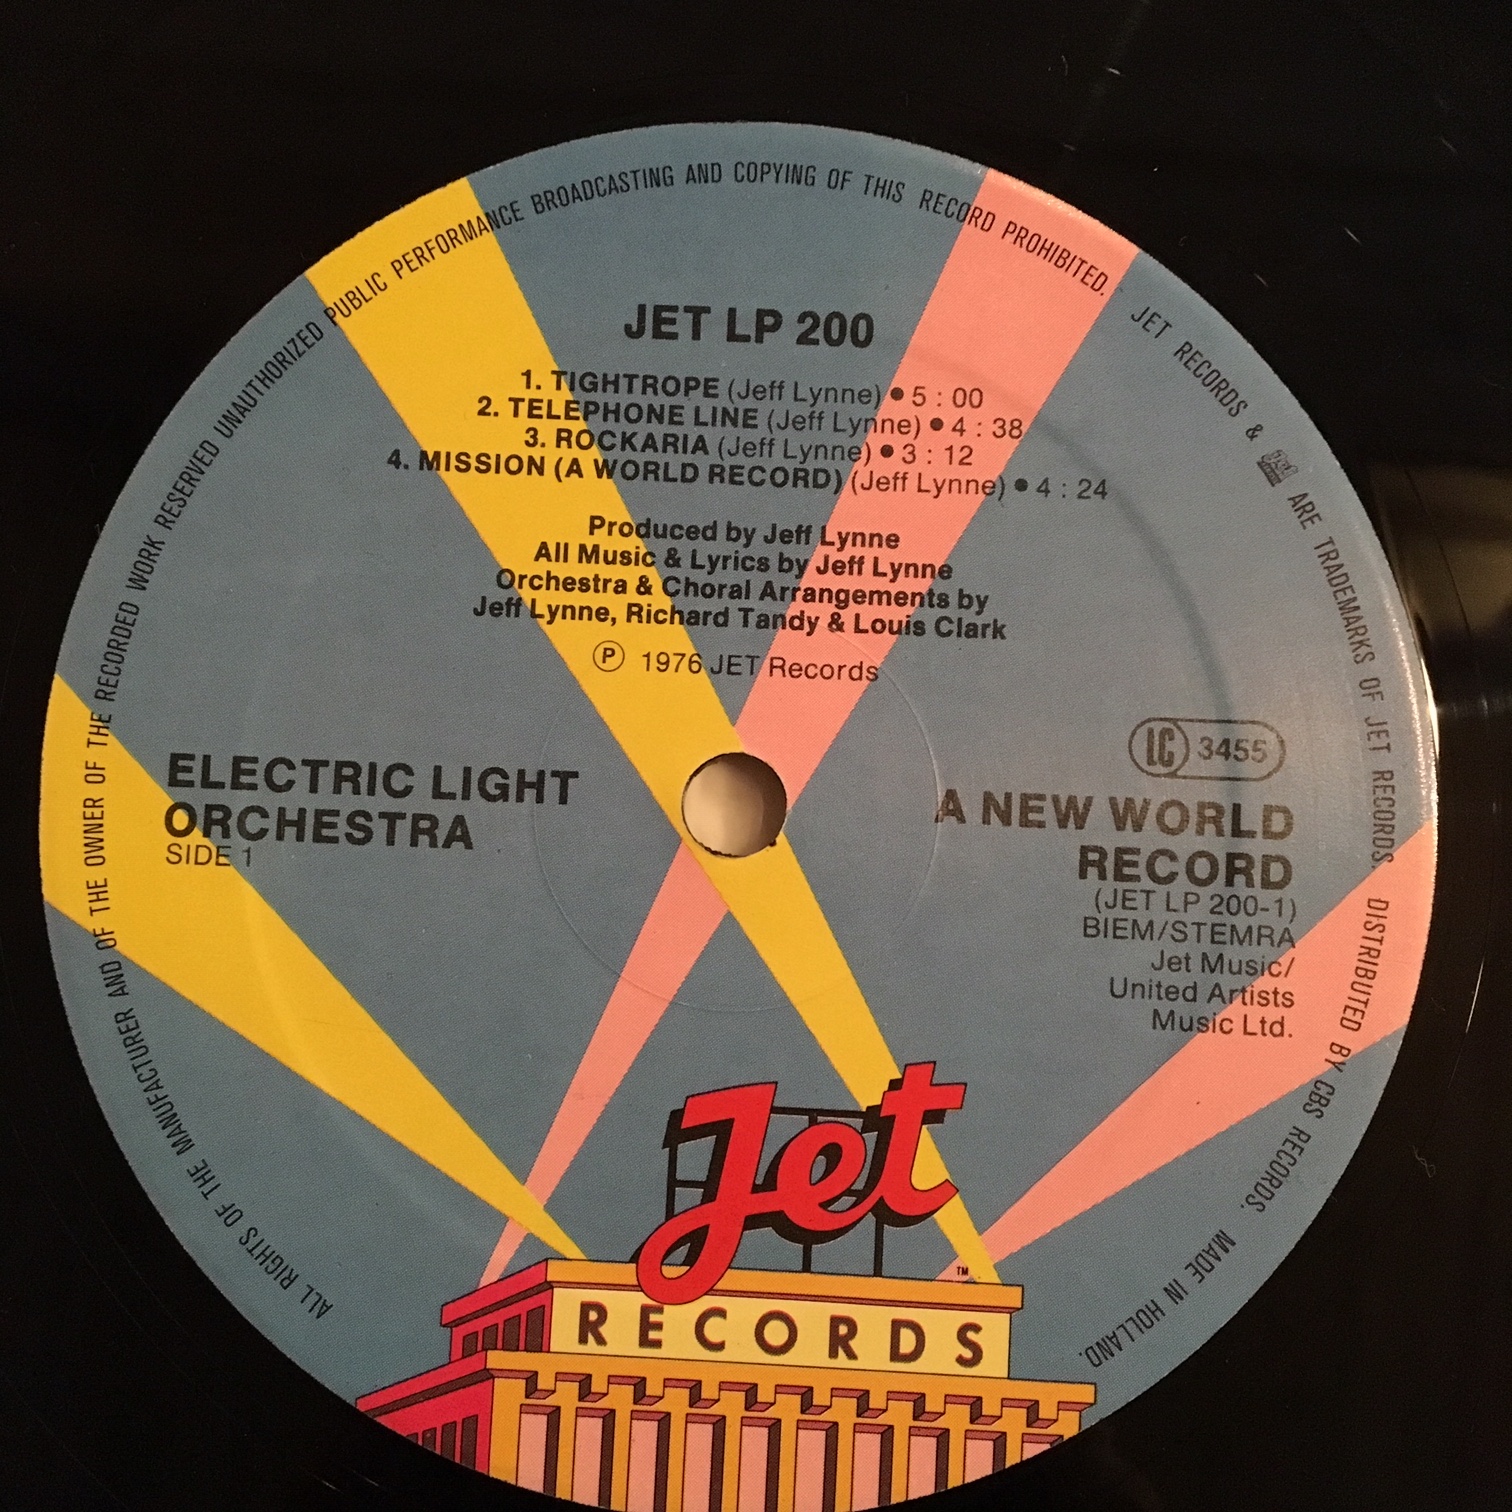 ALL RIGHTS OF THE MANUFACTURER AND OF THE OWNER OF THE RECORDED WORK RESERVED UNAUTHORIZED PUBLIC PERFORMANCE BROADCASTING AND COPYING OF THIS RECORD PROHIBITED. JET RECORDS & Jet ARE TRADEMARKS OF JET RECORDS. DISTRIBUTED BY CBS RECORDS. MADE IN HOLLAND.
JET LP 200
1. TIGHTROPE (Jeff Lynne) ● 5 : 00
2. TELEPHONE LINE (Jeff Lynne) ● 4 : 38
3. ROCKARIA (Jeff Lynne) ● 3 : 12
4. MISSION (A WORLD RECORD) (Jeff Lynne) ● 4 : 24
Produced by Jeff Lynne
All Music & Lyrics by Jeff Lynne
Orchestra & Choral Arrangements by
Jeff Lynne, Richard Tandy & Louis Clark
Ⓟ 1976 JET Records
ELECTRIC LIGHT
ORCHESTRA
SIDE 1
LC 3455
A NEW WORLD
RECORD
(JET LP 200-1)
BIEM/STEMRA
Jet Music/
United Artists
Music Ltd.
Jet
TM
RECORDS